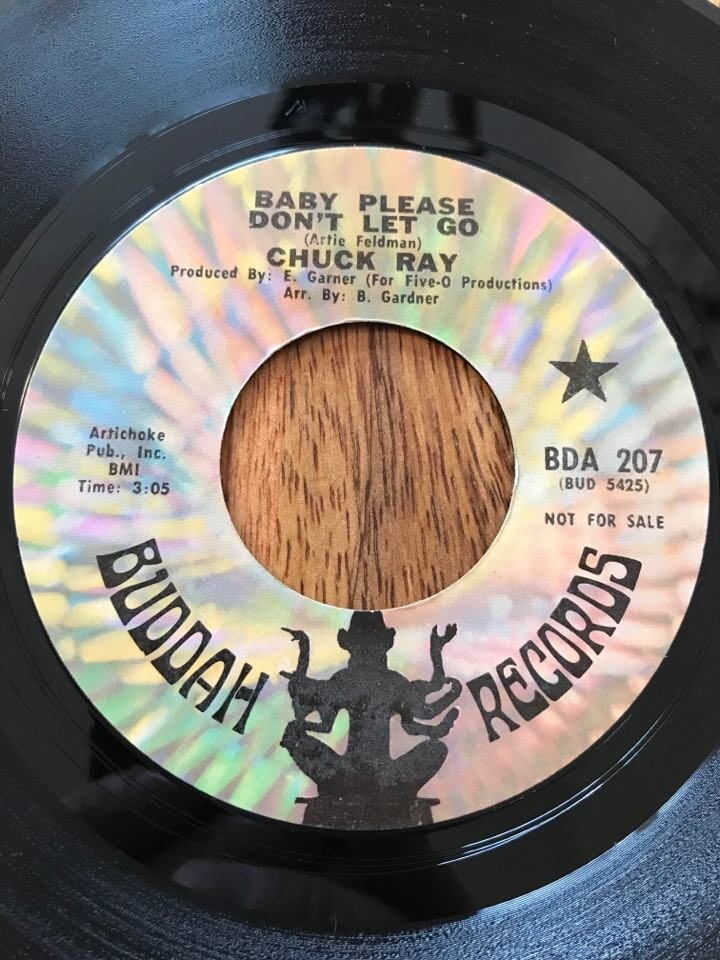 BABY PLEASE
DON'T LET GO
(Artie Feldman)
CHUCK RAY
Produced By: E. Garner (For Five-O Productions)
Arr. By: B. Gardner
Artichoke
Pub., Inc.
BMI
Time: 3:05
BDA 207
(BUD 5425)
NOT FOR SALE
BUDDAH RECORDS